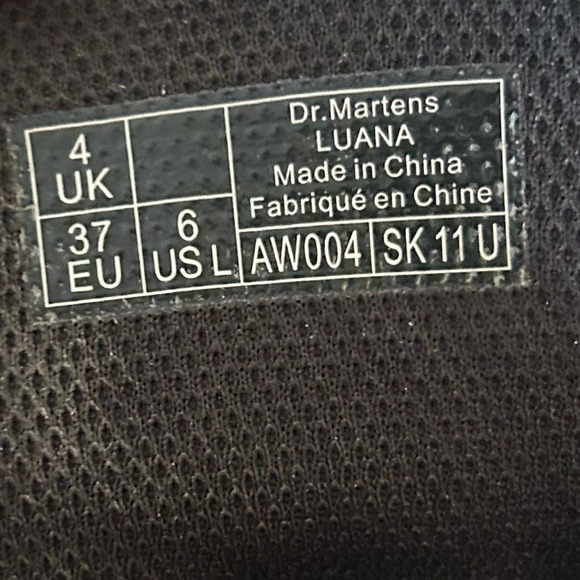 4
UK
37
EU
6
US L
Dr.Martens
LUANA
Made in China
Fabriqué en Chine
AW004
SK 11 U